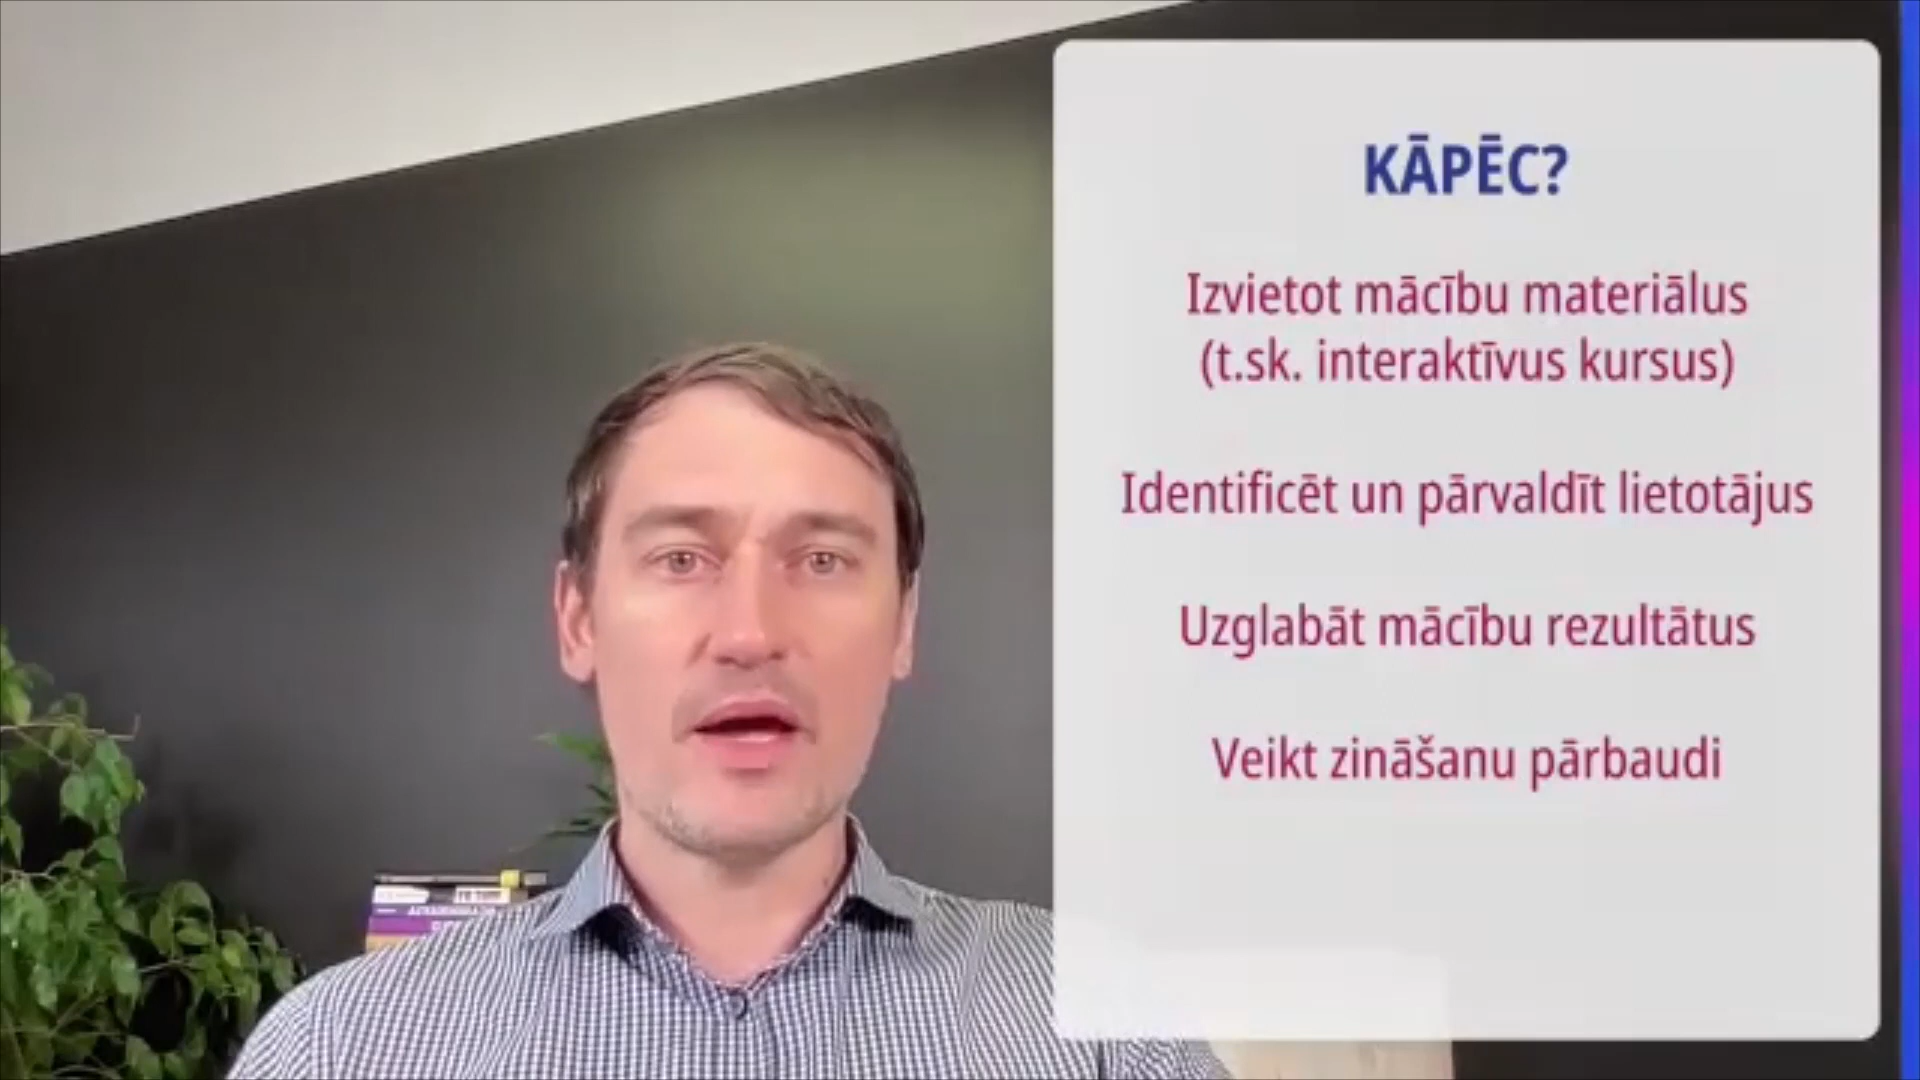 KĀPĒC?
Izvietot mācību materiālus
(t.sk. interaktīvus kursus)
Identificēt un pārvaldīt lietotājus
Uzglabāt mācību rezultātus
Veikt zināšanu pārbaudi